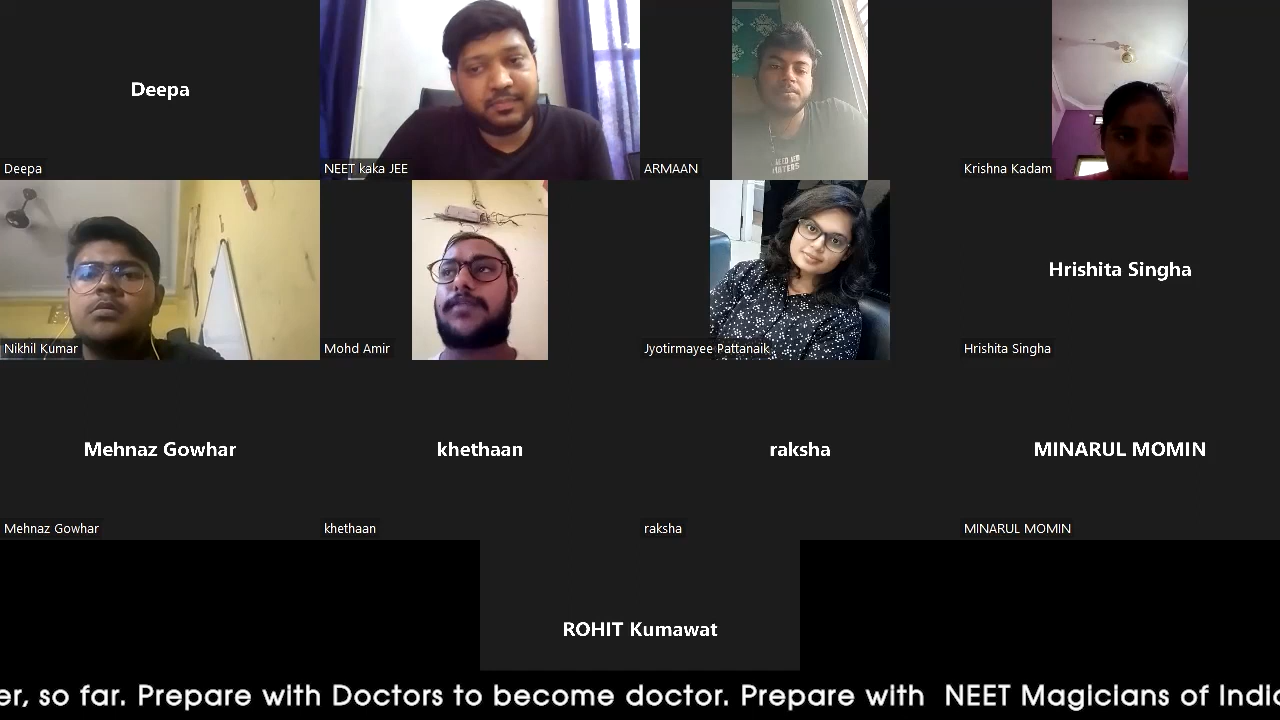 Deepa
Deepa
NEET kaka JEE
ARMAAN
Krishna Kadam
Nikhil Kumar
Mohd Amir
Jyotirmayee Pattanaik
Hrishita Singha
Hrishita Singha
Mehnaz Gowhar
Mehnaz Gowhar
khethaan
khethaan
raksha
raksha
MINARUL MOMIN
MINARUL MOMIN
ROHIT Kumawat
er, so far. Prepare with Doctors to become doctor. Prepare with NEET Magicians of India